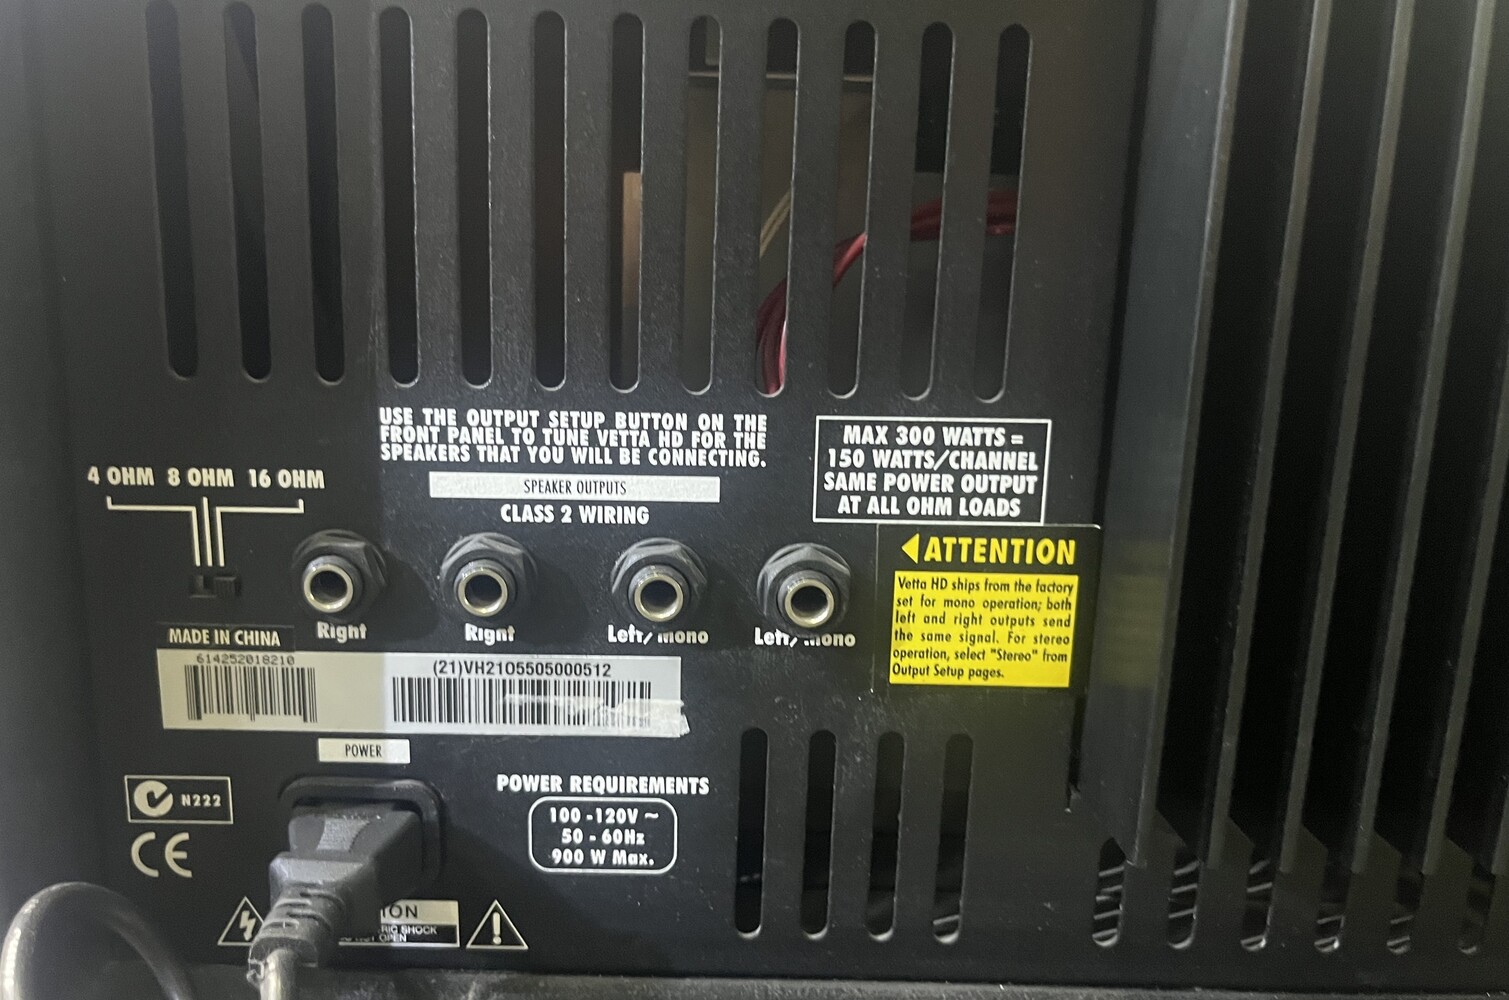 USE THE OUTPUT SETUP BUTTON ON THE
FRONT PANEL TO TUNE VETTA HD FOR THE
SPEAKERS THAT YOU WILL BE CONNECTING.
MAX 300 WATTS =
150 WATTS/CHANNEL
SAME POWER OUTPUT
AT ALL OHM LOADS
4 OHM 8 OHM 16 OHM
SPEAKER OUTPUTS
CLASS 2 WIRING
ATTENTION
Vetta HD ships from the factory
set for mono operation; both
left and right outputs send
the same signal. For stereo
operation, select "Stereo" from
Output Setup pages.
Right
Right
Left/Mono
Left/Mono
MADE IN CHINA
614252018210
(21)VH2105505000512
POWER
N222
CE
POWER REQUIREMENTS
100 -120V ~
50 - 60Hz
900 W Max.
SHOCK
OPEN